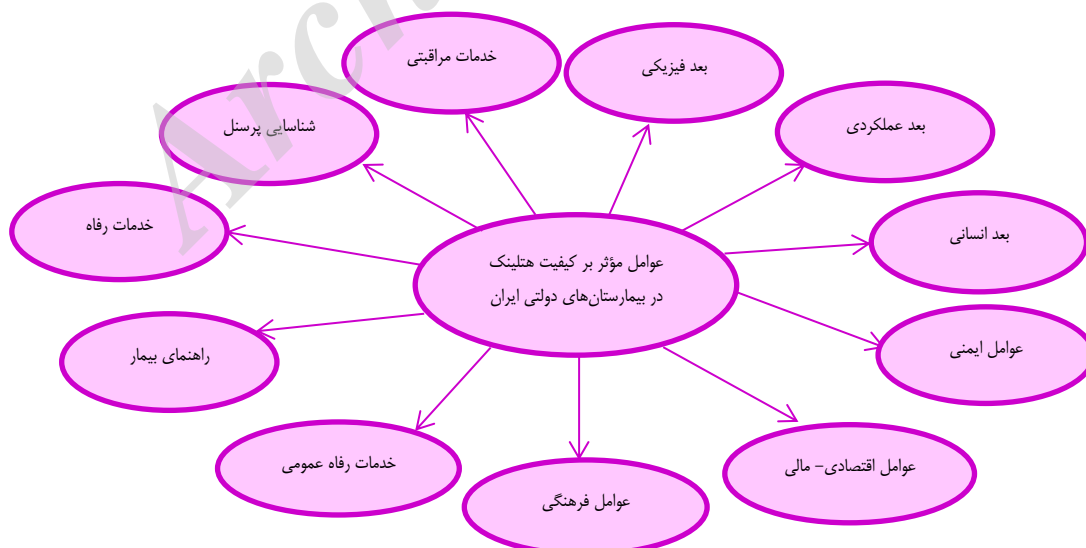 خدمات مراقبتی
بعد فیزیکی
شناسایی پرسنل
بعد عملکردی
خدمات رفاه
بعد انسانی
عوامل مؤثر بر کیفیت هتلینک
در بیمارستان‌های دولتی ایران
راهنمای بیمار
عوامل ایمنی
خدمات رفاه عمومی
عوامل فرهنگی
عوامل اقتصادی- مالی